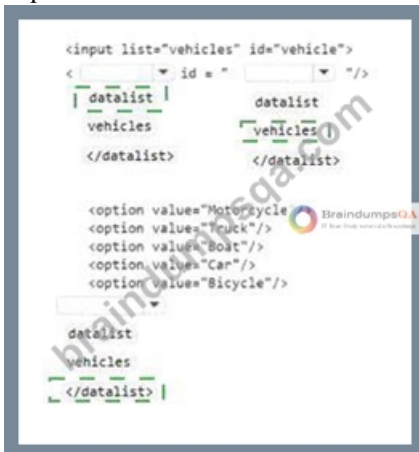 <input list="vehicles" id="vehicle">
< id = " "/>
datalist datalist
vehicles vehicles
</datalist> </datalist>
<option value="Motorcycle"/>
<option value="Truck"/>
<option value="Boat"/>
<option value="Car"/>
<option value="Bicycle"/>
BraindumpsQA
datalist
vehicles
</datalist>
braindumpsqa.com